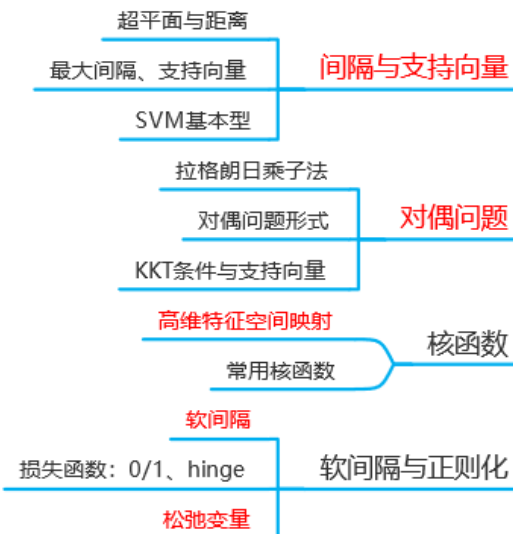 超平面与距离
最大间隔、支持向量
间隔与支持向量
SVM基本型
拉格朗日乘子法
对偶问题形式
对偶问题
KKT条件与支持向量
高维特征空间映射
核函数
常用核函数
软间隔
损失函数：0/1、hinge
软间隔与正则化
松弛变量